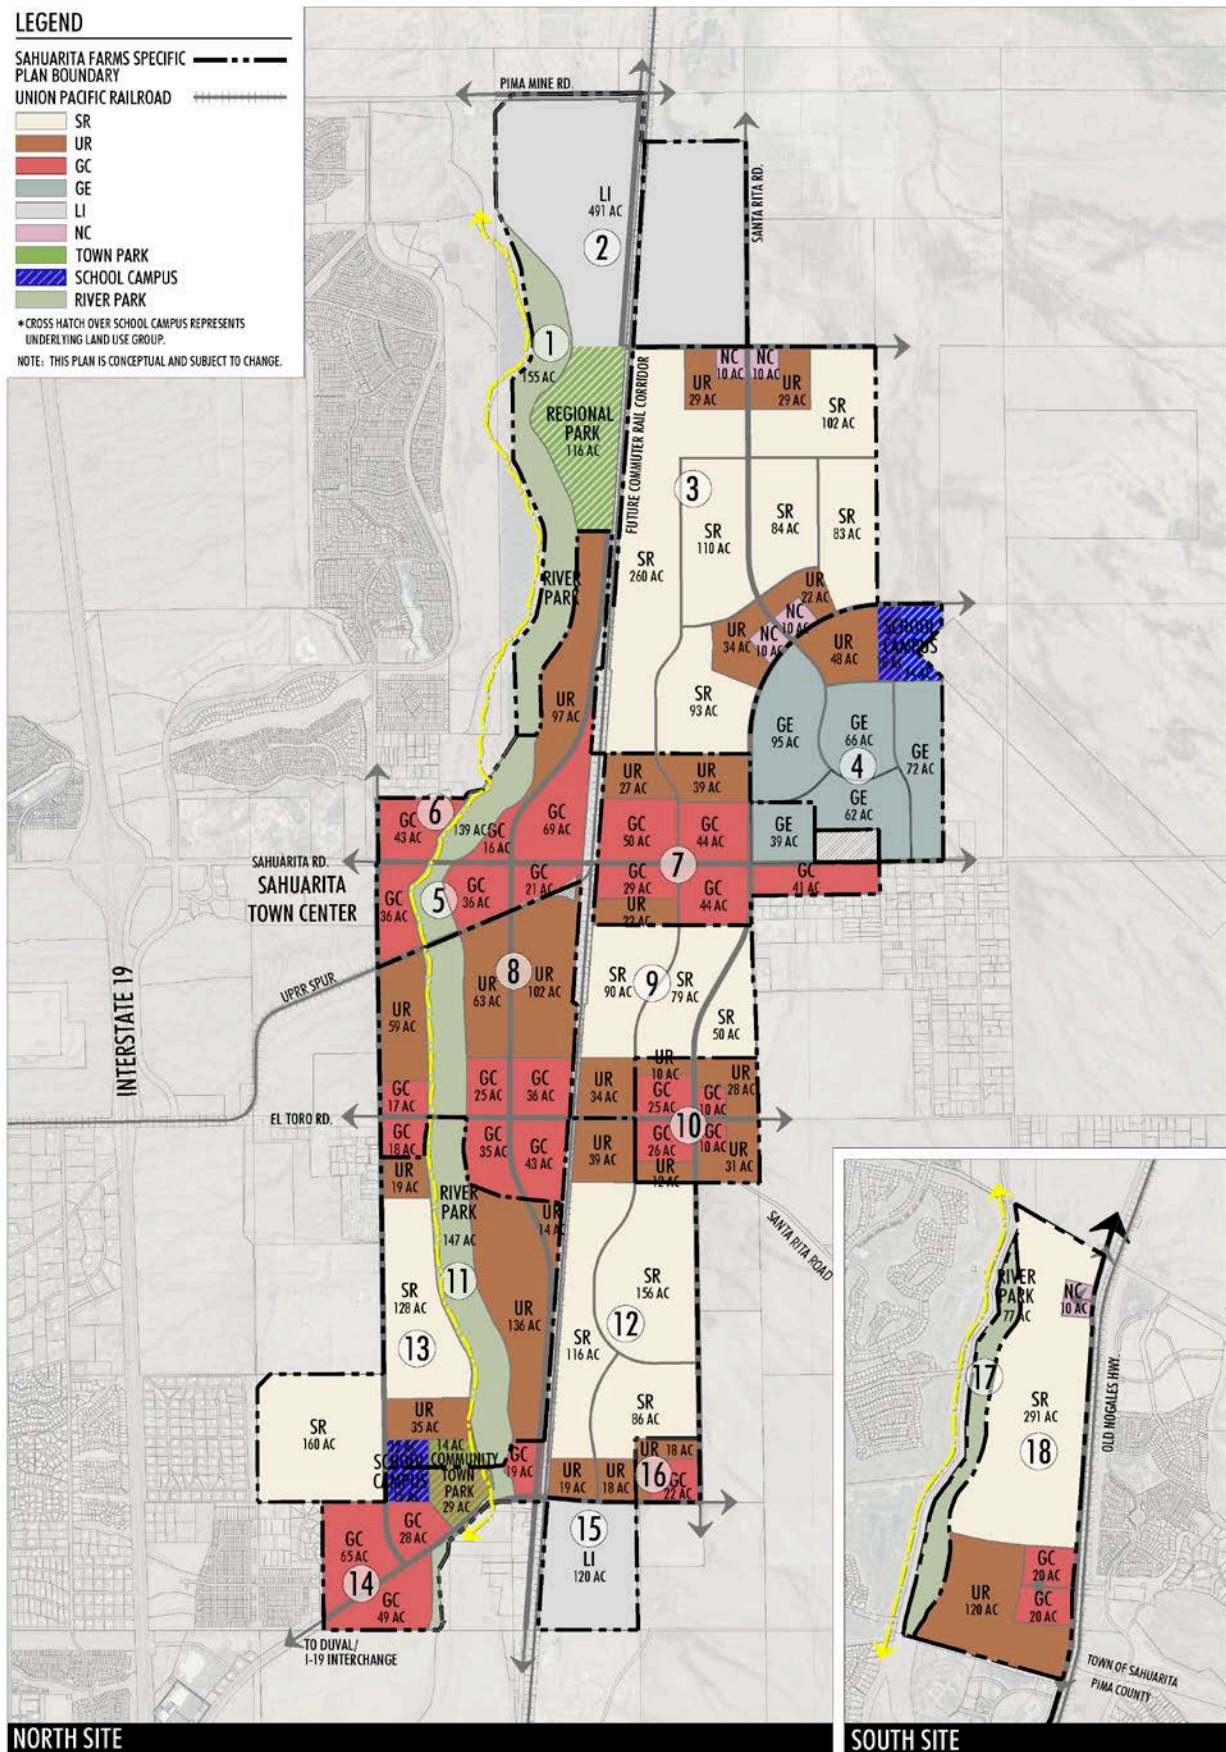 LEGEND
SAHUARITA FARMS SPECIFIC
PLAN BOUNDARY
UNION PACIFIC RAILROAD
SR
UR
GC
GE
LI
NC
TOWN PARK
SCHOOL CAMPUS
RIVER PARK
*CROSS HATCH OVER SCHOOL CAMPUS REPRESENTS
UNDERLYING LAND USE GROUP.
NOTE: THIS PLAN IS CONCEPTUAL AND SUBJECT TO CHANGE.
PIMA MINE RD.
SANTA RITA RD.
LI
491 AC
2
1
155 AC
REGIONAL
PARK
116 AC
FUTURE COMMUTER RAIL CORRIDOR
NC
10 AC
NC
10 AC
UR
29 AC
UR
29 AC
SR
102 AC
3
SR
110 AC
SR
84 AC
SR
83 AC
SR
260 AC
RIVER
PARK
UR
22 AC
NC
10 AC
NC
10 AC
UR
34 AC
UR
48 AC
SCHOOL
CAMPUS
SR
93 AC
UR
97 AC
GE
95 AC
GE
66 AC
4
GE
72 AC
GE
62 AC
GE
39 AC
UR
27 AC
UR
39 AC
6
GC
43 AC
139 AC
GC
16 AC
GC
69 AC
GC
50 AC
GC
44 AC
SAHUARITA RD.
SAHUARITA
TOWN CENTER
7
5
GC
36 AC
GC
36 AC
GC
21 AC
GC
29 AC
GC
44 AC
GC
41 AC
UR
22 AC
INTERSTATE 19
UPRR SPUR
8
UR
63 AC
UR
102 AC
UR
59 AC
9
SR
90 AC
SR
79 AC
SR
50 AC
GC
17 AC
GC
25 AC
GC
36 AC
UR
34 AC
UR
10 AC
GC
25 AC
GC
10 AC
UR
28 AC
EL TORO RD.
10
GC
18 AC
GC
35 AC
GC
43 AC
UR
39 AC
GC
26 AC
GC
10 AC
UR
31 AC
UR
12 AC
UR
19 AC
RIVER
PARK
147 AC
11
UR
14 AC
SANTA RITA ROAD
SR
128 AC
13
UR
136 AC
SR
156 AC
12
SR
116 AC
SR
86 AC
SR
160 AC
UR
35 AC
SCHOOL
CAMPUS
14 AC
COMMUNITY
TOWN
PARK
29 AC
GC
19 AC
UR
19 AC
UR
18 AC
UR 18 AC
16
GC
22 AC
GC
65 AC
GC
28 AC
14
GC
49 AC
15
LI
120 AC
TO DUVAL/
I-19 INTERCHANGE
NORTH SITE
RIVER
PARK
77 AC
NC
10 AC
17
SR
291 AC
18
OLD NOGALES HWY.
UR
120 AC
GC
20 AC
GC
20 AC
TOWN OF SAHUARITA
PIMA COUNTY
SOUTH SITE